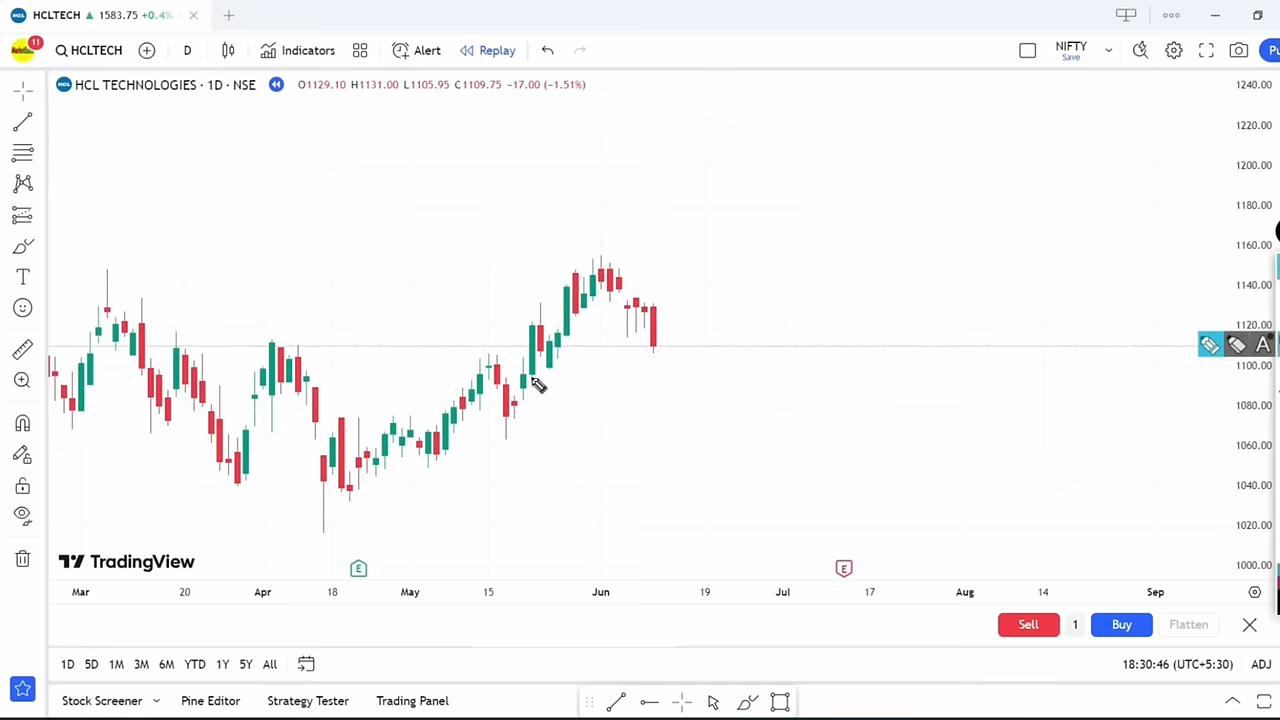 HCLTECH ▲ 1583.75 +0.4%
11
HCLTECH
D
Indicators
Alert
Replay
NIFTY
Save
HCL TECHNOLOGIES · 1D · NSE
O1129.10 H1131.00 L1105.95 C1109.75 −17.00 (−1.51%)
1240.00
1220.00
1200.00
1180.00
1160.00
1140.00
1120.00
1100.00
1080.00
1060.00
1040.00
1020.00
1000.00
A
TradingView
E
E
Mar
20
Apr
18
May
15
Jun
19
Jul
17
Aug
14
Sep
Sell
1
Buy
Flatten
1D 5D 1M 3M 6M YTD 1Y 5Y All
18:30:46 (UTC+5:30)
ADJ
Stock Screener
Pine Editor
Strategy Tester
Trading Panel